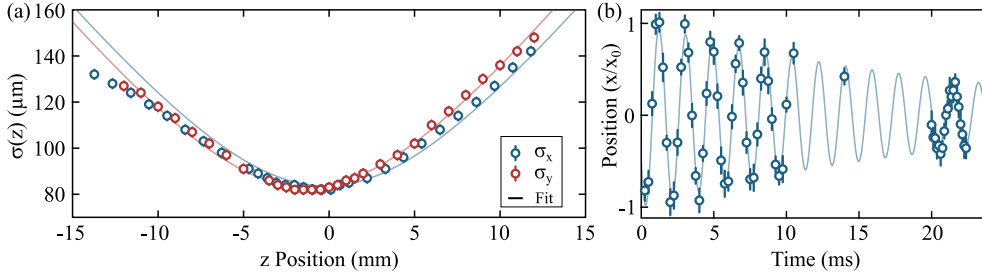 (a)
160
140
120
100
80
σ(z) (μm)
-15
-10
-5
0
5
10
15
z Position (mm)
σx
σy
Fit
(b)
1
0
-1
Position (x/x0)
0
5
10
15
20
Time (ms)